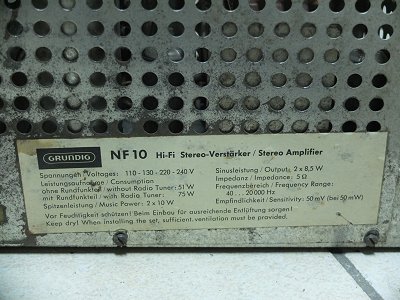 GRUNDIG NF 10 Hi-Fi Stereo-Verstärker / Stereo Amplifier
Spannungen / Voltages: 110 - 130 - 220 - 240 V
Leistungsaufnahme / Consumption
ohne Rundfunkteil / without Radio Tuner: 51 W
mit Rundfunkteil / with Radio Tuner: 75 W
Spitzenleistung / Music Power: 2 x 10 W
Sinusleistung / Output: 2 x 8,5 W
Impedanz / Impedance: 5 Ω
Frequenzbereich / Frequency Range:
40 . . . 20000 Hz
Empfindlichkeit / Sensitivity: 50 mV (bei 50 mW)
Vor Feuchtigkeit schützen! Beim Einbau für ausreichende Entlüftung sorgen!
Keep dry! When installing the set, sufficient ventilation must be provided.